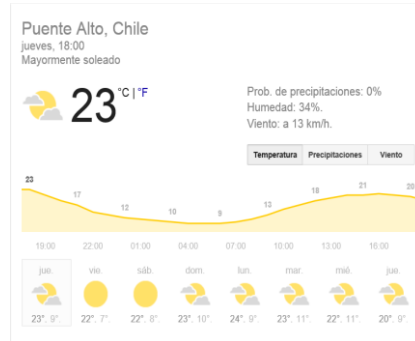 Puente Alto, Chile
jueves, 18:00
Mayormente soleado
23 °C | °F
Prob. de precipitaciones: 0%
Humedad: 34%.
Viento: a 13 km/h.
Temperatura Precipitaciones Viento
23 17 12 10 9 13 18 21 20
19:00 22:00 01:00 04:00 07:00 10:00 13:00 16:00
jue. vie. sáb. dom. lun. mar. mié. jue.
23°. 9°. 22°. 7°. 22°. 8°. 23°. 10°. 24°. 9°. 23°. 11°. 22°. 11°. 20°. 9°.